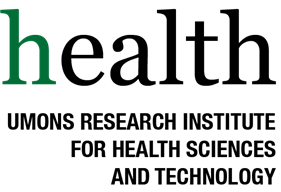 health
UMONS RESEARCH INSTITUTE
FOR HEALTH SCIENCES
AND TECHNOLOGY